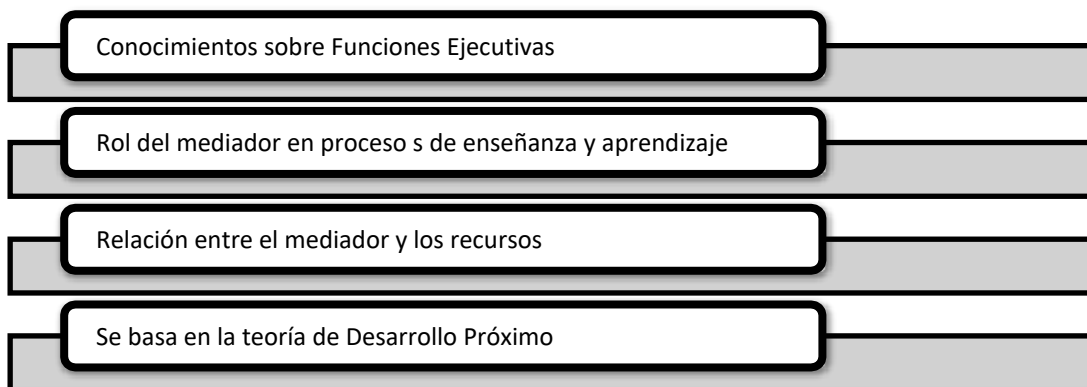 Conocimientos sobre Funciones Ejecutivas
Rol del mediador en proceso s de enseñanza y aprendizaje
Relación entre el mediador y los recursos
Se basa en la teoría de Desarrollo Próximo